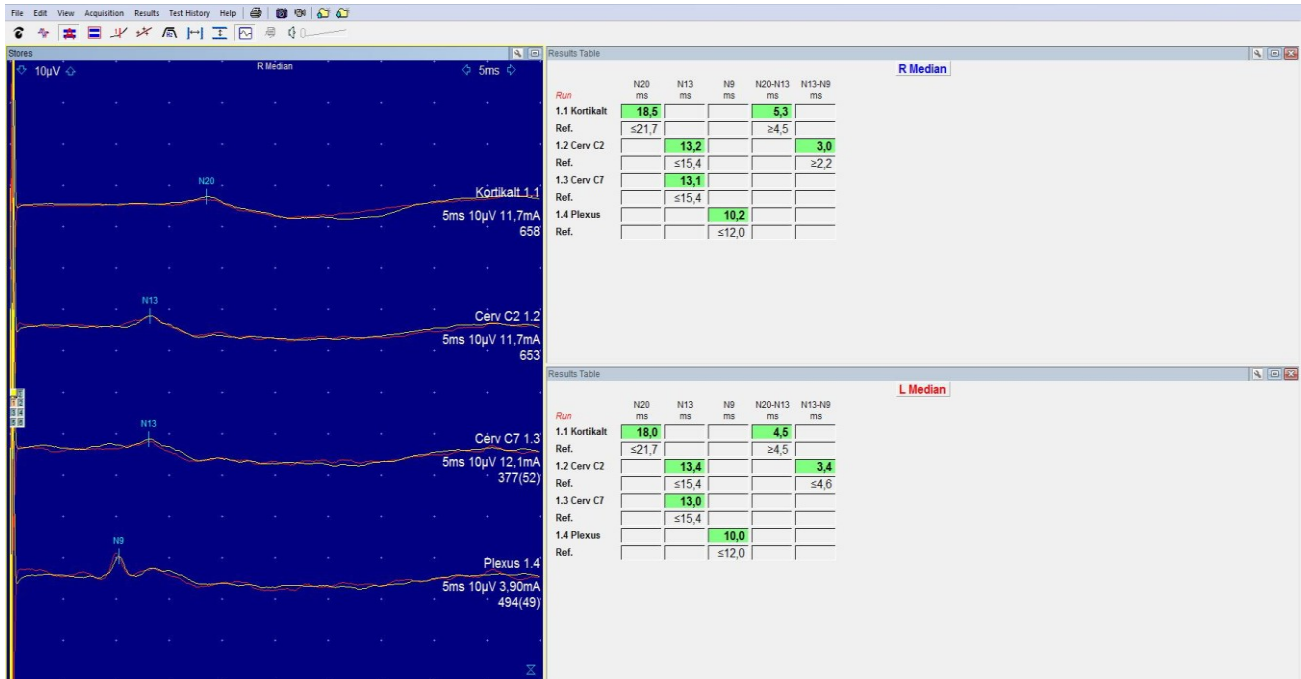 File Edit View Acquisition Results Test History Help
Stores
10µV R Median 5ms
N20
Kortikalt 1.1
5ms 10µV 11,7mA
658
N13
Cerv C2 1.2
5ms 10µV 11,7mA
653
N13
Cerv C7 1.3
5ms 10µV 12,1mA
377(52)
N9
Plexus 1.4
5ms 10µV 3,90mA
494(49)
Results Table
R Median
N20 N13 N9 N20-N13 N13-N9
Run ms ms ms ms ms
1.1 Kortikalt 18,5 5,3
Ref. ≤21,7 ≥4,5
1.2 Cerv C2 13,2 3,0
Ref. ≤15,4 ≥2,2
1.3 Cerv C7 13,1
Ref. ≤15,4
1.4 Plexus 10,2
Ref. ≤12,0
Results Table
L Median
N20 N13 N9 N20-N13 N13-N9
Run ms ms ms ms ms
1.1 Kortikalt 18,0 4,5
Ref. ≤21,7 ≥4,5
1.2 Cerv C2 13,4 3,4
Ref. ≤15,4 ≤4,6
1.3 Cerv C7 13,0
Ref. ≤15,4
1.4 Plexus 10,0
Ref. ≤12,0